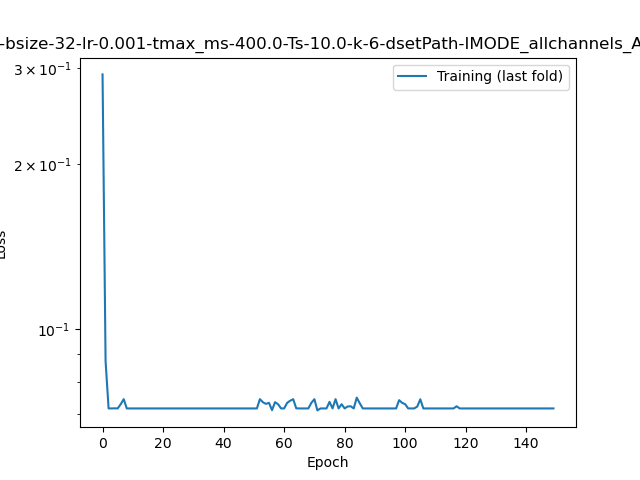 -bsize-32-lr-0.001-tmax_ms-400.0-Ts-10.0-k-6-dsetPath-IMODE_allchannels_A
Training (last fold)
3 × 10⁻¹
2 × 10⁻¹
10⁻¹
Loss
0 20 40 60 80 100 120 140
Epoch